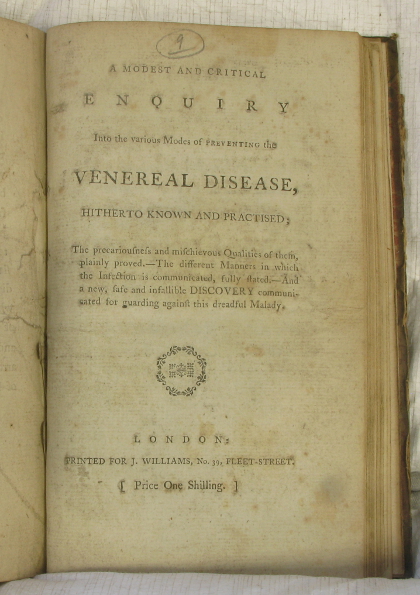 9
A MODEST AND CRITICAL
ENQUIRY
Into the various Modes of PREVENTING the
VENEREAL DISEASE,
HITHERTO KNOWN AND PRACTISED;
The precariouſneſs and miſchievous Qualities of them,
plainly proved.—The different Manners in which
the Infection is communicated, fully ſtated.—And
a new, ſafe and infallible DISCOVERY communi-
cated for guarding againſt this dreadful Malady.
LONDON:
PRINTED FOR J. WILLIAMS, No. 39, FLEET-STREET.
[ Price One Shilling. ]